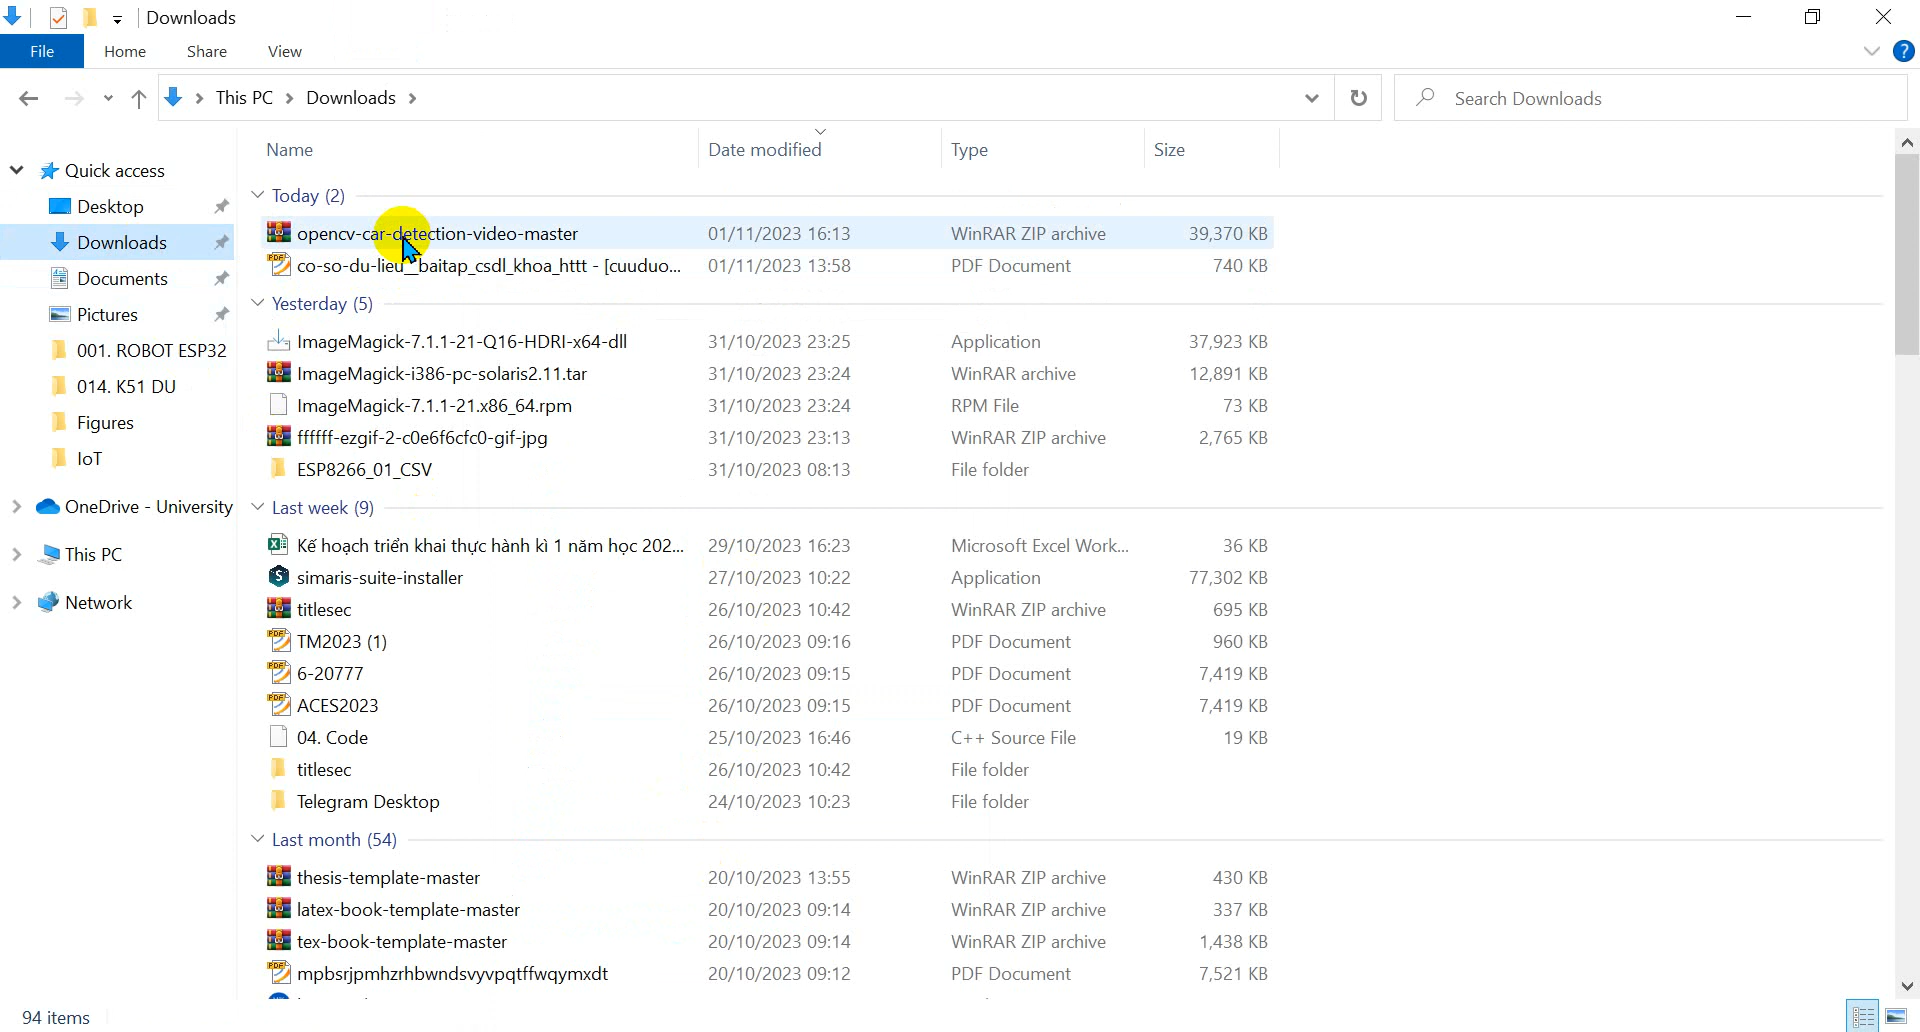 Downloads
File Home Share View
This PC Downloads
Search Downloads
Name Date modified Type Size
Quick access
Desktop
Downloads
Documents
Pictures
001. ROBOT ESP32
014. K51 DU
Figures
IoT
OneDrive - University
This PC
Network
Today (2)
opencv-car-detection-video-master 01/11/2023 16:13 WinRAR ZIP archive 39,370 KB
co-so-du-lieu__baitap_csdl_khoa_httt - [cuuduo... 01/11/2023 13:58 PDF Document 740 KB
Yesterday (5)
ImageMagick-7.1.1-21-Q16-HDRI-x64-dll 31/10/2023 23:25 Application 37,923 KB
ImageMagick-i386-pc-solaris2.11.tar 31/10/2023 23:24 WinRAR archive 12,891 KB
ImageMagick-7.1.1-21.x86_64.rpm 31/10/2023 23:24 RPM File 73 KB
ffffff-ezgif-2-c0e6f6cfc0-gif-jpg 31/10/2023 23:13 WinRAR ZIP archive 2,765 KB
ESP8266_01_CSV 31/10/2023 08:13 File folder
Last week (9)
Kế hoạch triển khai thực hành kì 1 năm học 202... 29/10/2023 16:23 Microsoft Excel Work... 36 KB
simaris-suite-installer 27/10/2023 10:22 Application 77,302 KB
titlesec 26/10/2023 10:42 WinRAR ZIP archive 695 KB
TM2023 (1) 26/10/2023 09:16 PDF Document 960 KB
6-20777 26/10/2023 09:15 PDF Document 7,419 KB
ACES2023 26/10/2023 09:15 PDF Document 7,419 KB
04. Code 25/10/2023 16:46 C++ Source File 19 KB
titlesec 26/10/2023 10:42 File folder
Telegram Desktop 24/10/2023 10:23 File folder
Last month (54)
thesis-template-master 20/10/2023 13:55 WinRAR ZIP archive 430 KB
latex-book-template-master 20/10/2023 09:14 WinRAR ZIP archive 337 KB
tex-book-template-master 20/10/2023 09:14 WinRAR ZIP archive 1,438 KB
mpbsrjpmhzrhbwndsvyvpqtffwqymxdt 20/10/2023 09:12 PDF Document 7,521 KB
94 items